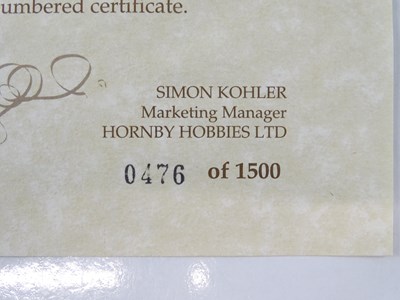 umbered certificate.
SIMON KOHLER
Marketing Manager
HORNBY HOBBIES LTD
0476 of 1500